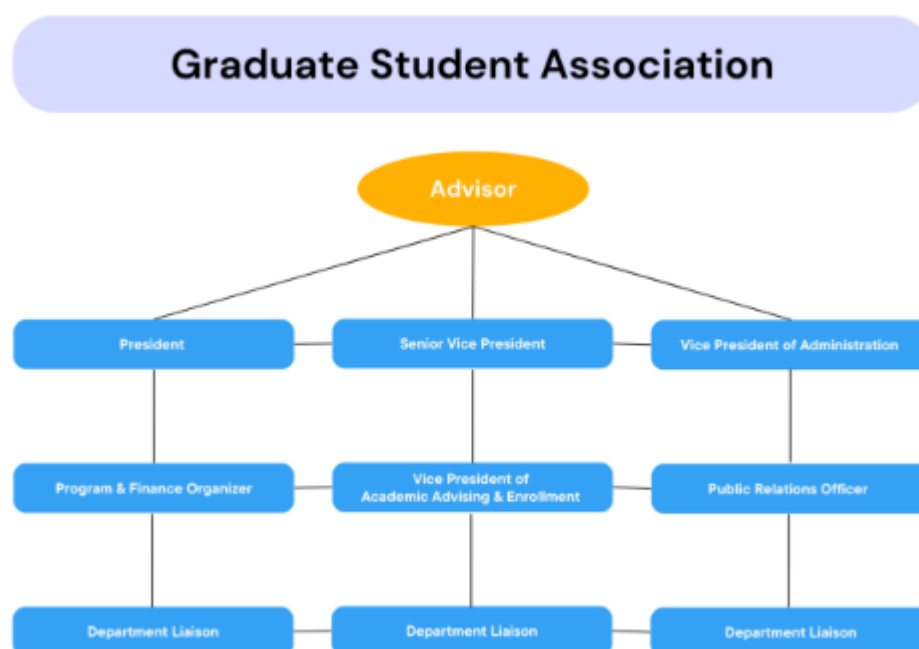 Graduate Student Association
Advisor
President
Senior Vice President
Vice President of Administration
Program & Finance Organizer
Vice President of
Academic Advising & Enrollment
Public Relations Officer
Department Liaison
Department Liaison
Department Liaison